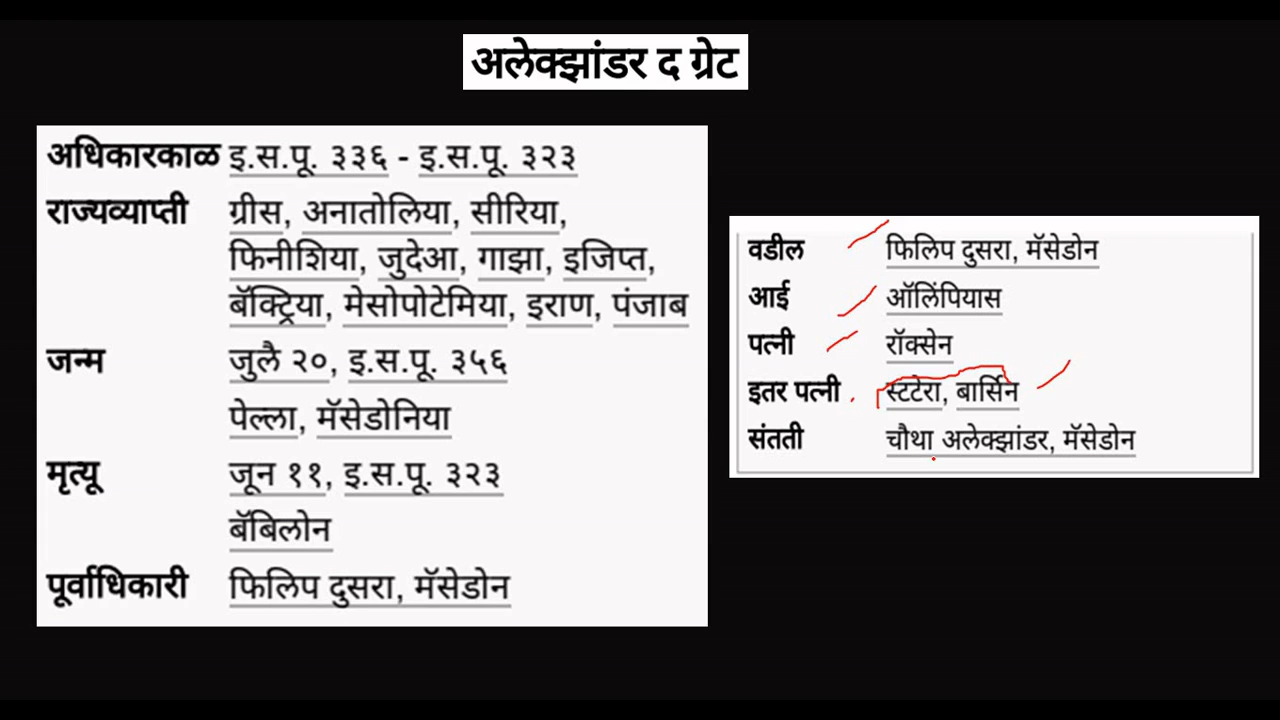 अलेक्झांडर द ग्रेट
अधिकारकाळ इ.स.पू. ३३६ - इ.स.पू. ३२३
राज्यव्याप्ती ग्रीस, अनातोलिया, सीरिया,
फिनीशिया, जुदेआ, गाझा, इजिप्त,
बॅक्ट्रिया, मेसोपोटेमिया, इराण, पंजाब
जन्म जुलै २०, इ.स.पू. ३५६
पेल्ला, मॅसेडोनिया
मृत्यू जून ११, इ.स.पू. ३२३
बॅबिलोन
पूर्वाधिकारी फिलिप दुसरा, मॅसेडोन
वडील फिलिप दुसरा, मॅसेडोन
आई ऑलिंपियास
पत्नी रॉक्सेन
इतर पत्नी स्टटेरा, बार्सिन
संतती चौथा अलेक्झांडर, मॅसेडोन